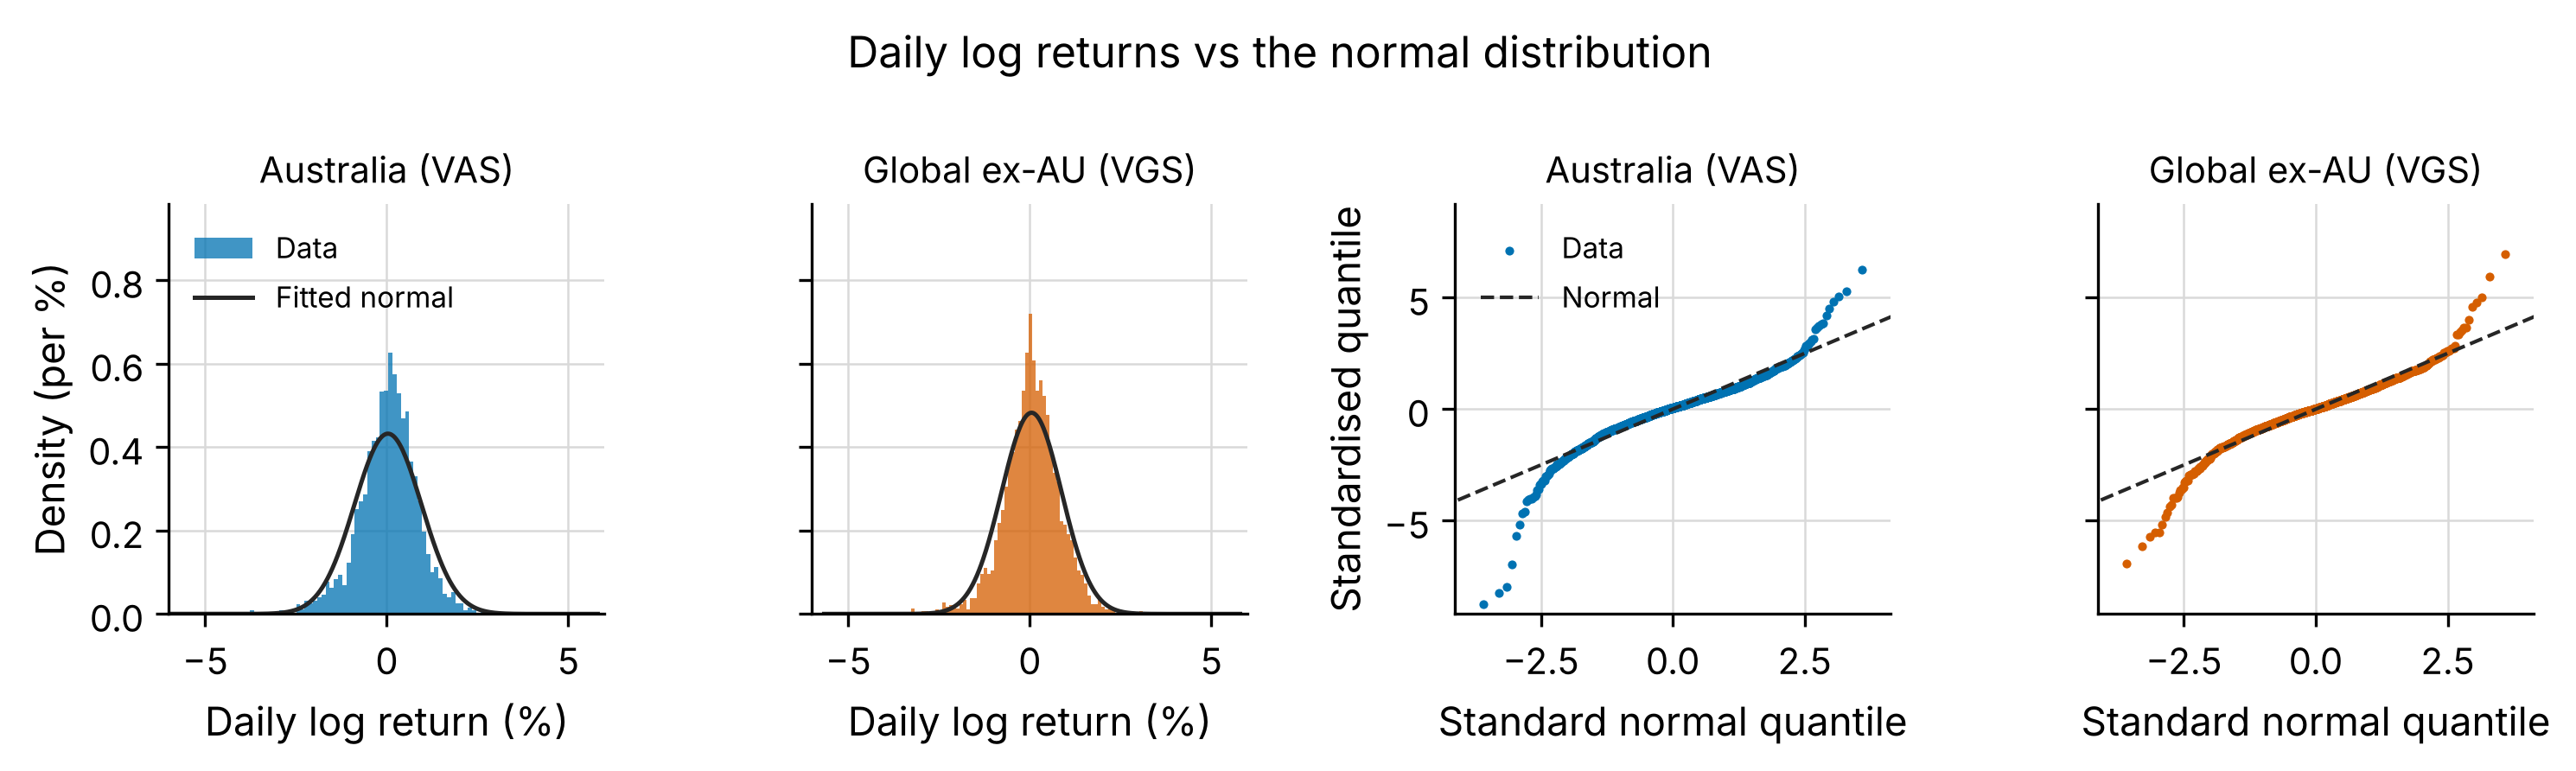 Daily log returns vs the normal distribution
Australia (VAS)
Data
Fitted normal
Density (per %)
0.8
0.6
0.4
0.2
0.0
−5 0 5
Daily log return (%)
Global ex-AU (VGS)
−5 0 5
Daily log return (%)
Australia (VAS)
Data
Normal
Standardised quantile
5
0
−5
−2.5 0.0 2.5
Standard normal quantile
Global ex-AU (VGS)
−2.5 0.0 2.5
Standard normal quantile